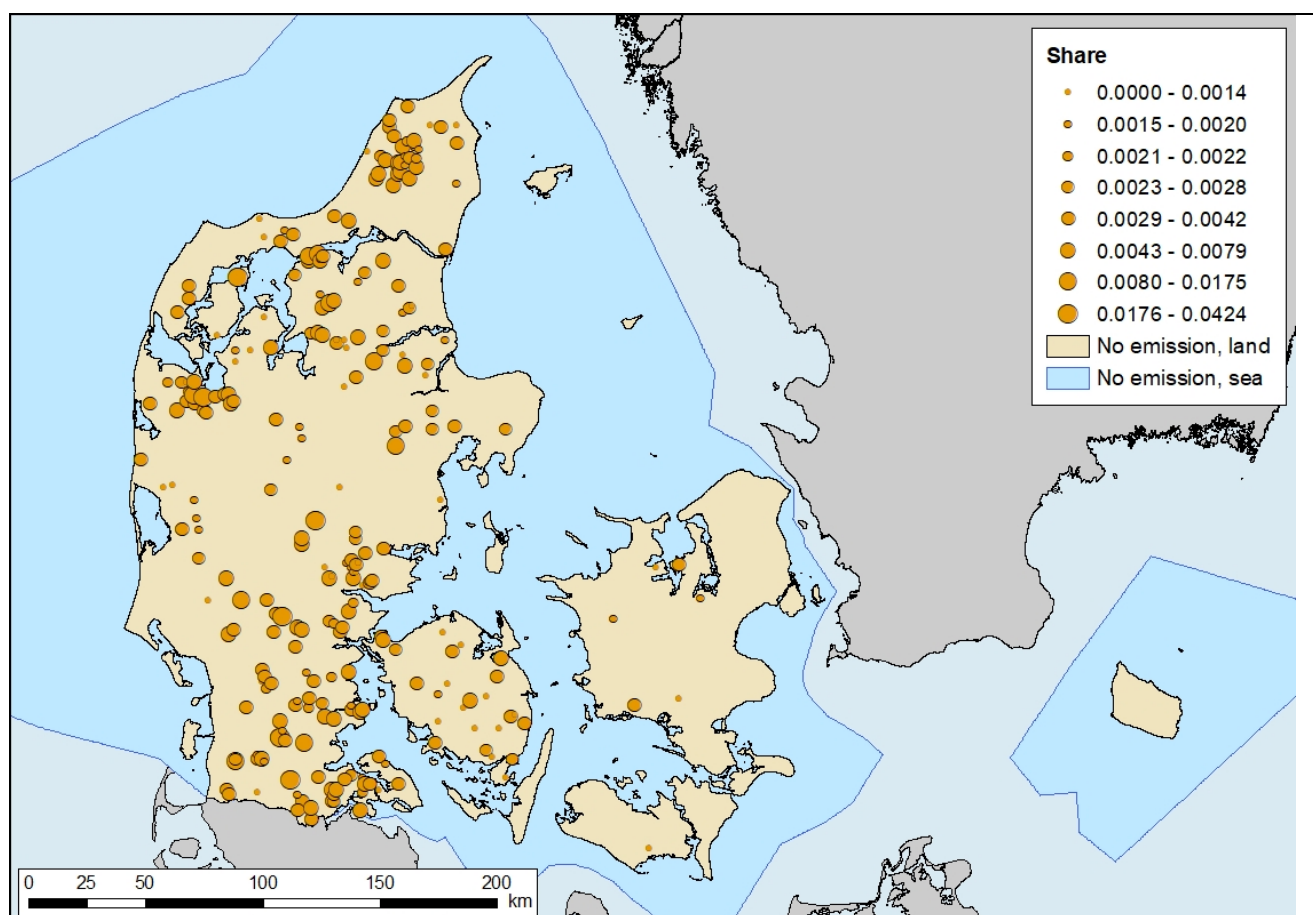 Share
0.0000 - 0.0014
0.0015 - 0.0020
0.0021 - 0.0022
0.0023 - 0.0028
0.0029 - 0.0042
0.0043 - 0.0079
0.0080 - 0.0175
0.0176 - 0.0424
No emission, land
No emission, sea
0 25 50 100 150 200
km